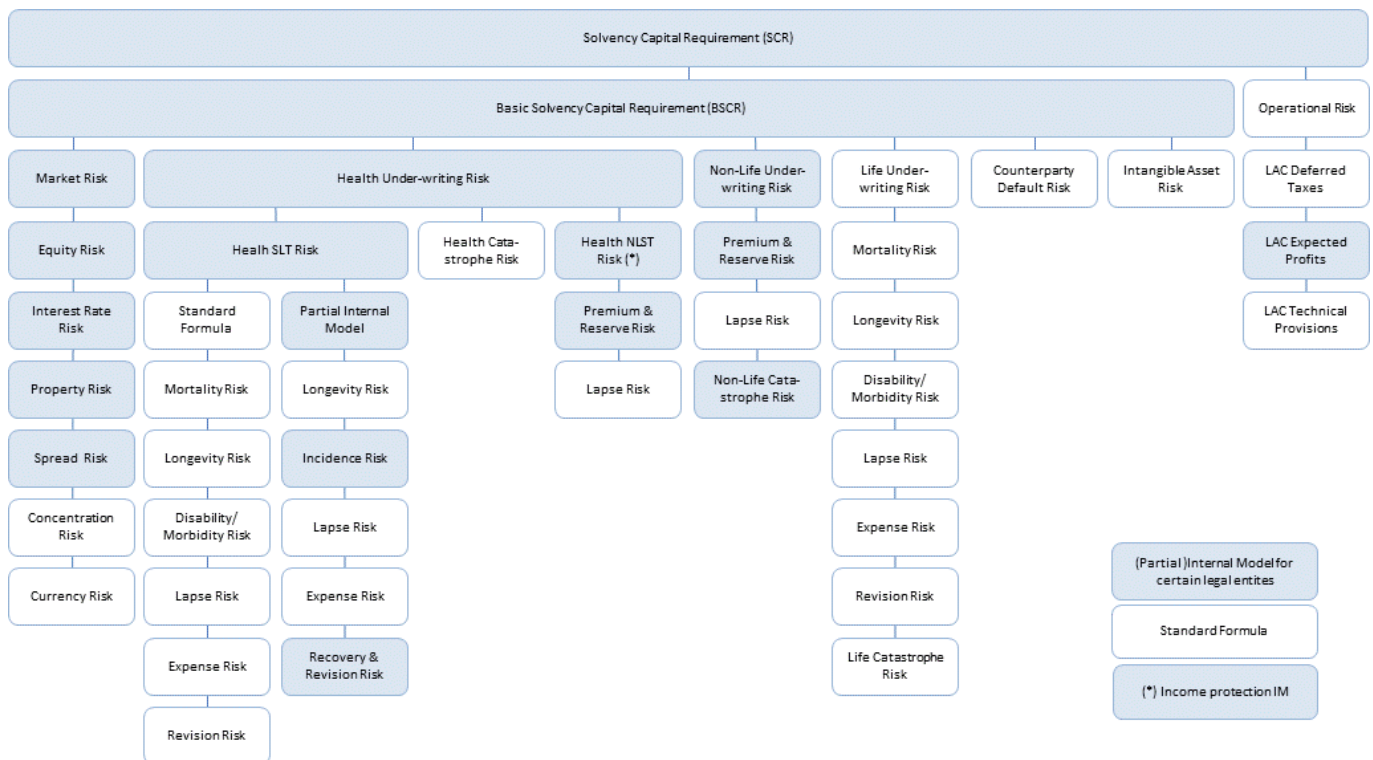 Solvency Capital Requirement (SCR)
Basic Solvency Capital Requirement (BSCR)
Operational Risk
Market Risk
Health Under-writing Risk
Non-Life Under-
writing Risk
Life Under-
writing Risk
Counterparty
Default Risk
Intangible Asset
Risk
LAC Deferred
Taxes
Equity Risk
Healh SLT Risk
Health Cata-
strophe Risk
Health NLST
Risk (*)
Premium &
Reserve Risk
Mortality Risk
LAC Expected
Profits
Interest Rate
Risk
Standard
Formula
Partial Internal
Model
Premium &
Reserve Risk
Lapse Risk
Longevity Risk
LAC Technical
Provisions
Property Risk
Mortality Risk
Longevity Risk
Lapse Risk
Non-Life Cata-
strophe Risk
Disability/
Morbidity Risk
Spread Risk
Longevity Risk
Incidence Risk
Lapse Risk
Concentration
Risk
Disability/
Morbidity Risk
Lapse Risk
Expense Risk
Currency Risk
Lapse Risk
Expense Risk
Revision Risk
Expense Risk
Recovery &
Revision Risk
Life Catastrophe
Risk
Revision Risk
(Partial )Internal Model for
certain legal entites
Standard Formula
(*) Income protection IM